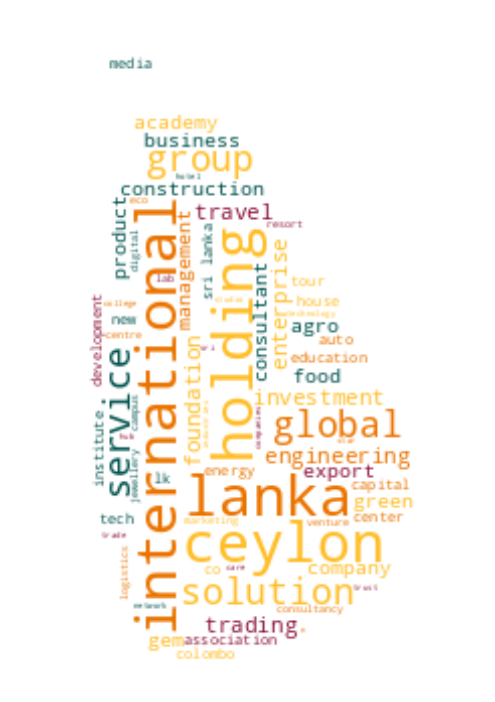 media
academy
business
group
hotel
construction
eco
product
international
travel
resort
digital
management
sri lanka
holding
enterprise
consultant
lab
tour
house
college
new
agro
centre
auto
development
service
foundation
education
food
investment
campus
global
institute
hub
engineering
energy
export
lk
jewellery
lanka
capital
green
tech
marketing
venture
center
trade
ceylon
logistics
co
care
company
solution
trust
network
consultancy
trading.
gem
association
colombo